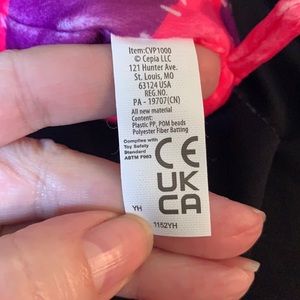 Item:CVP1000
© Cepia LLC
121 Hunter Ave.
St. Louis, MO
63124 USA
REG.NO.
PA - 19707(CN)
All new material
Content:
Plastic PP, POM beads
Polyester Fiber Batting
Complies with
Toy Safety
Standard
ABTM F963
CE
UK
CA
YH
1152YH